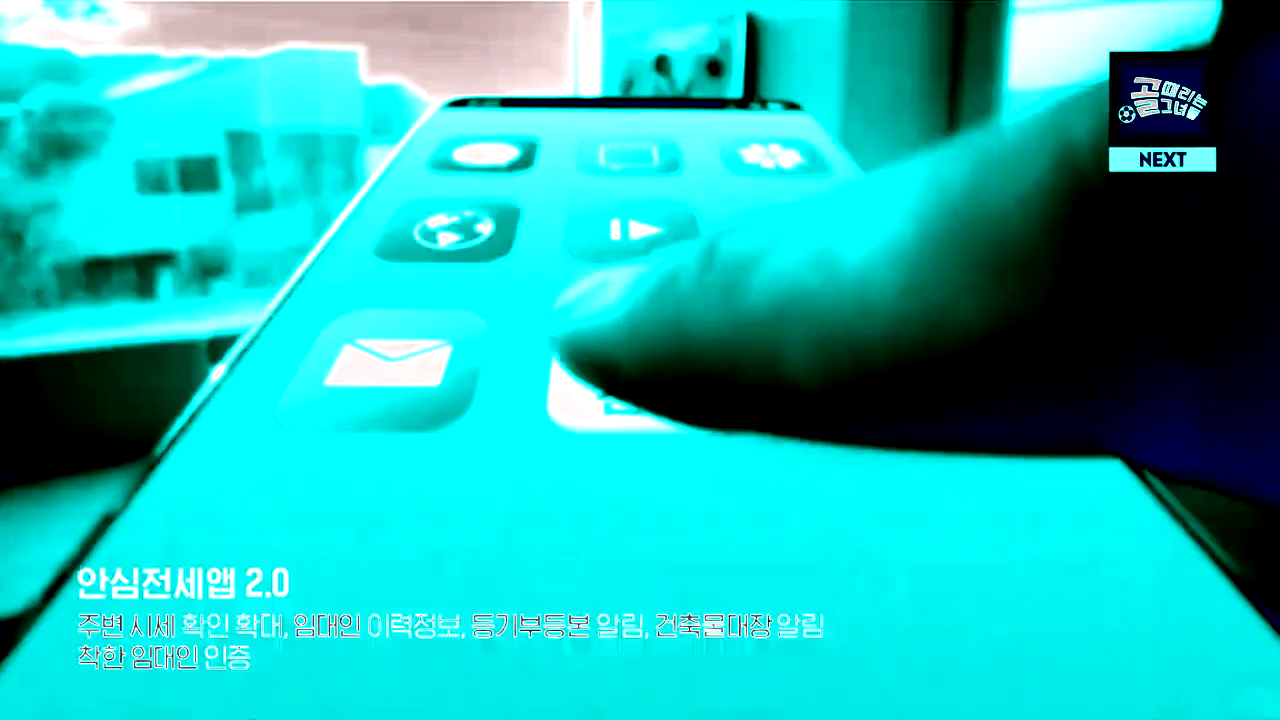 골때리는
그녀들
NEXT
안심전세앱 2.0
주변 시세 확인 확대, 임대인 이력정보, 등기부등본 알림, 건축물대장 알림
착한 임대인 인증